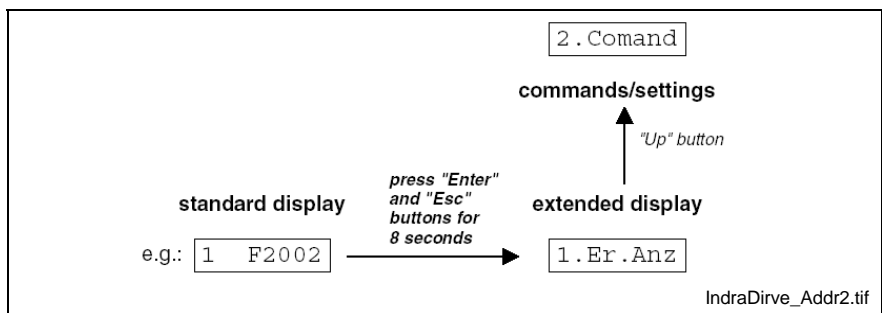 2.Comand
commands/settings
"Up" button
press "Enter"
and "Esc"
buttons for
8 seconds
standard display
extended display
e.g.: 1 F2002
1.Er.Anz
IndraDirve_Addr2.tif